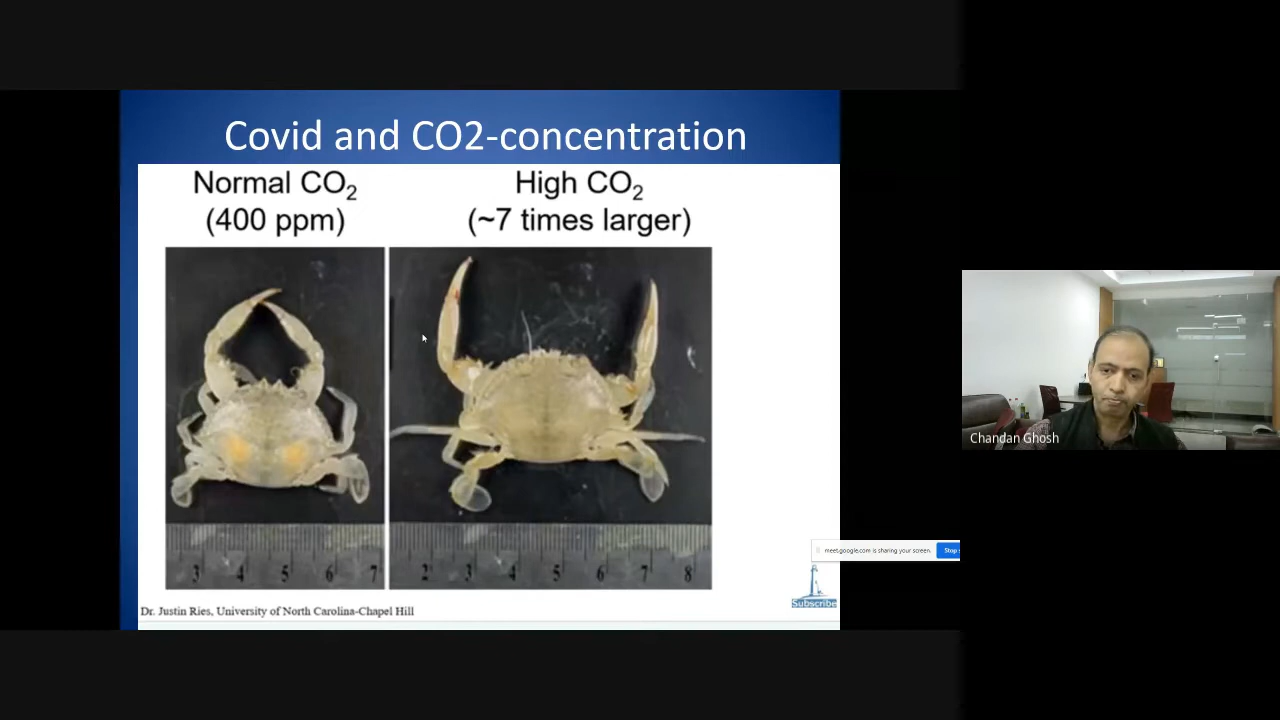 Covid and CO2-concentration
Normal CO₂
(400 ppm)
High CO₂
(~7 times larger)
3 4 5 6 7
2 3 4 5 6 7 8
Dr. Justin Ries, University of North Carolina-Chapel Hill
meet.google.com is sharing your screen.
Stop s
Subscribe
Chandan Ghosh